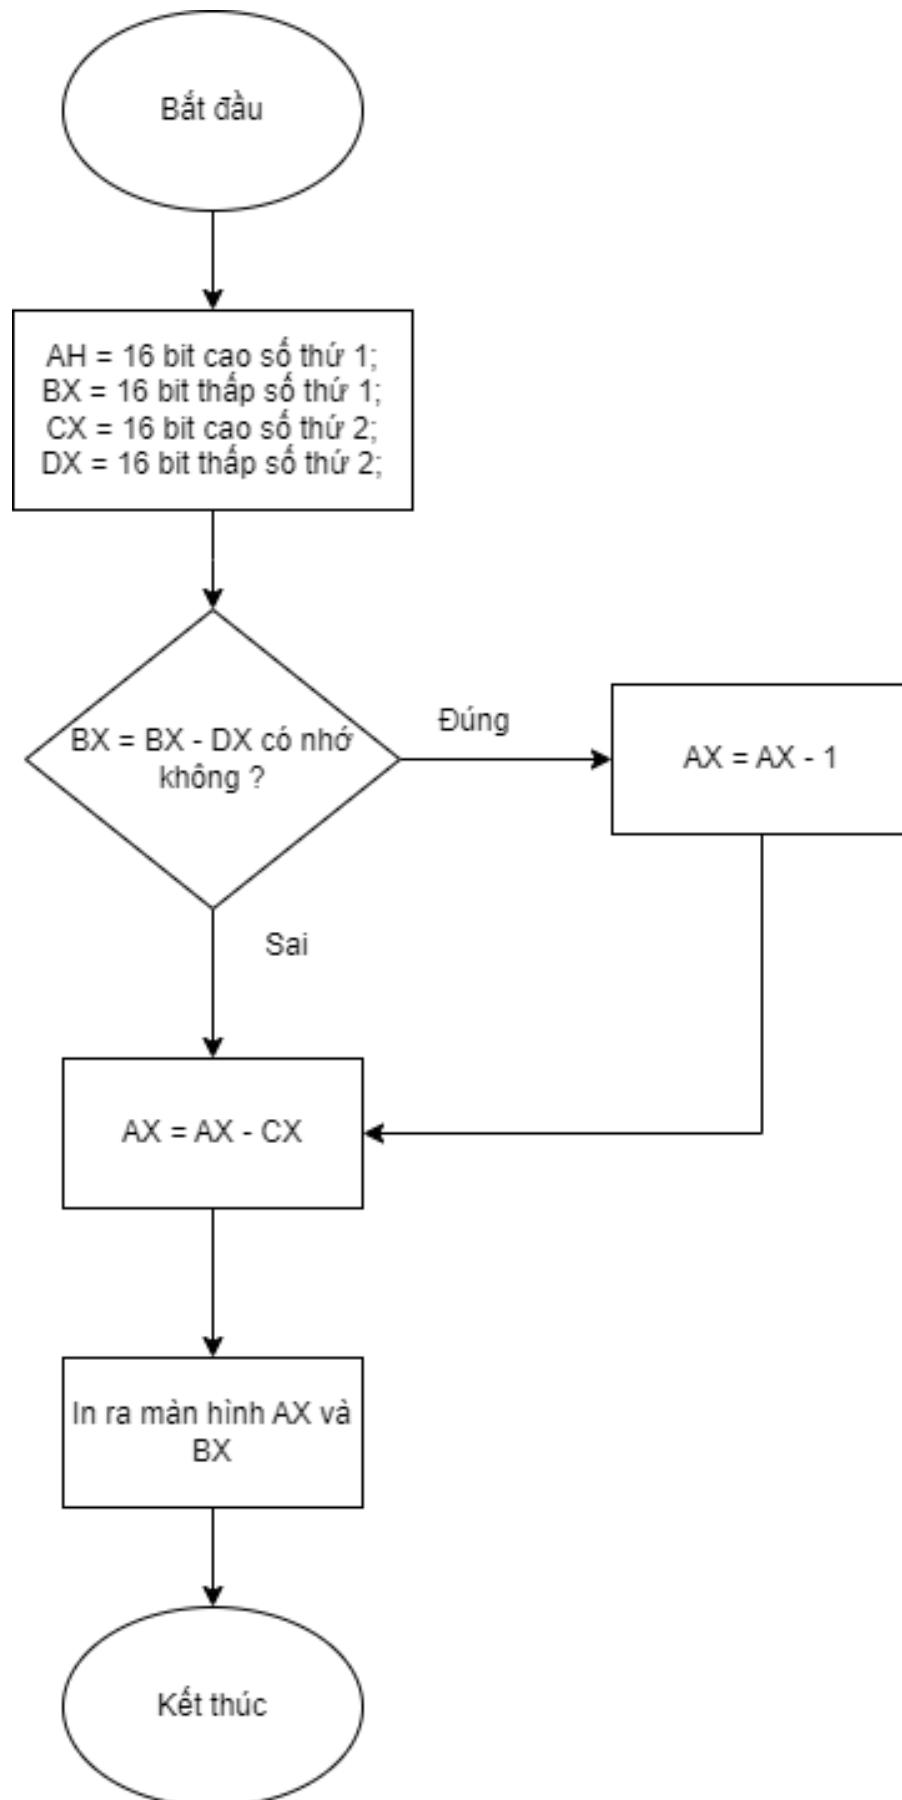 Bắt đầu
AH = 16 bit cao số thứ 1;
BX = 16 bit thấp số thứ 1;
CX = 16 bit cao số thứ 2;
DX = 16 bit thấp số thứ 2;
BX = BX - DX có nhớ
không ?
Đúng
AX = AX - 1
Sai
AX = AX - CX
In ra màn hình AX và
BX
Kết thúc